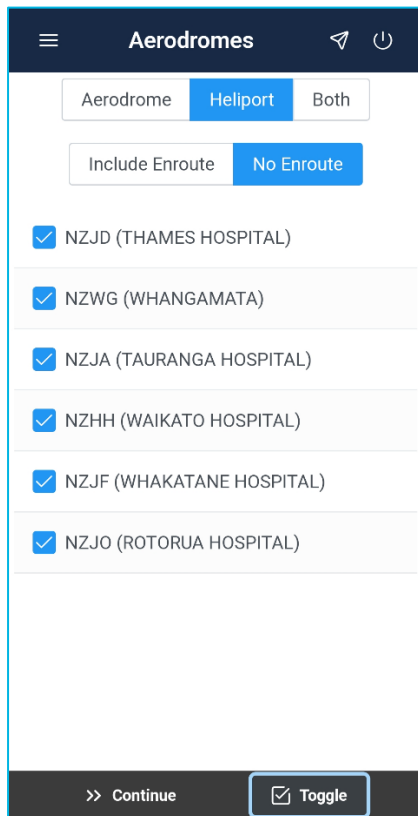 Aerodromes
Aerodrome Heliport Both
Include Enroute No Enroute
NZJD (THAMES HOSPITAL)
NZWG (WHANGAMATA)
NZJA (TAURANGA HOSPITAL)
NZHH (WAIKATO HOSPITAL)
NZJF (WHAKATANE HOSPITAL)
NZJO (ROTORUA HOSPITAL)
Continue Toggle